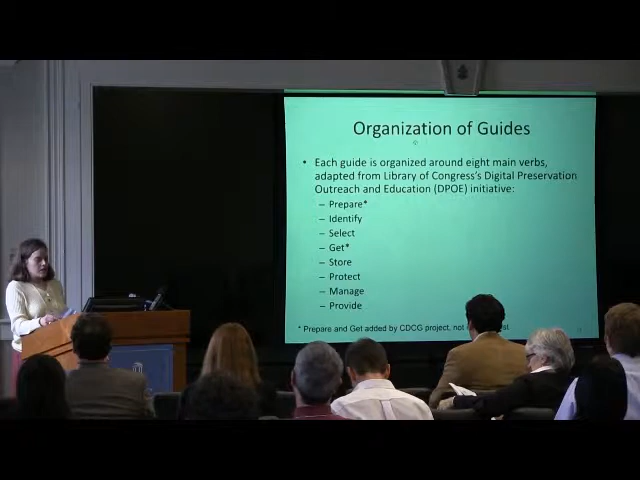 Organization of Guides
• Each guide is organized around eight main verbs,
adapted from Library of Congress's Digital Preservation
Outreach and Education (DPOE) initiative:
– Prepare*
– Identify
– Select
– Get*
– Store
– Protect
– Manage
– Provide
* Prepare and Get added by CDCG project, not